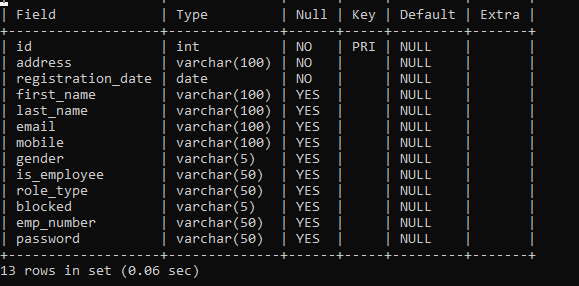 | Field | Type | Null | Key | Default | Extra |
+-------------------+--------------+------+-----+---------+-------+
| id | int | NO | PRI | NULL | |
| address | varchar(100) | NO | | NULL | |
| registration_date | date | NO | | NULL | |
| first_name | varchar(100) | YES | | NULL | |
| last_name | varchar(100) | YES | | NULL | |
| email | varchar(100) | YES | | NULL | |
| mobile | varchar(100) | YES | | NULL | |
| gender | varchar(5) | YES | | NULL | |
| is_employee | varchar(50) | YES | | NULL | |
| role_type | varchar(50) | YES | | NULL | |
| blocked | varchar(5) | YES | | NULL | |
| emp_number | varchar(50) | YES | | NULL | |
| password | varchar(50) | YES | | NULL | |
+-------------------+--------------+------+-----+---------+-------+
13 rows in set (0.06 sec)